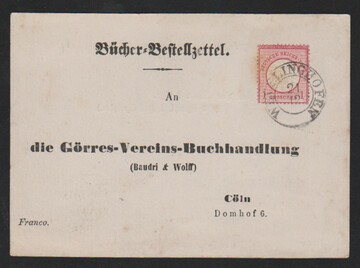 Bücher-Bestellzettel.
An
die Görres-Vereins-Buchhandlung
(Baudri & Wolff)
Cöln
Domhof 6.
Franco.